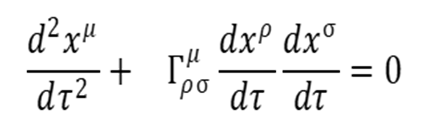 d²x^μ/dτ² + Γ^μ_ρσ dx^ρ/dτ dx^σ/dτ = 0